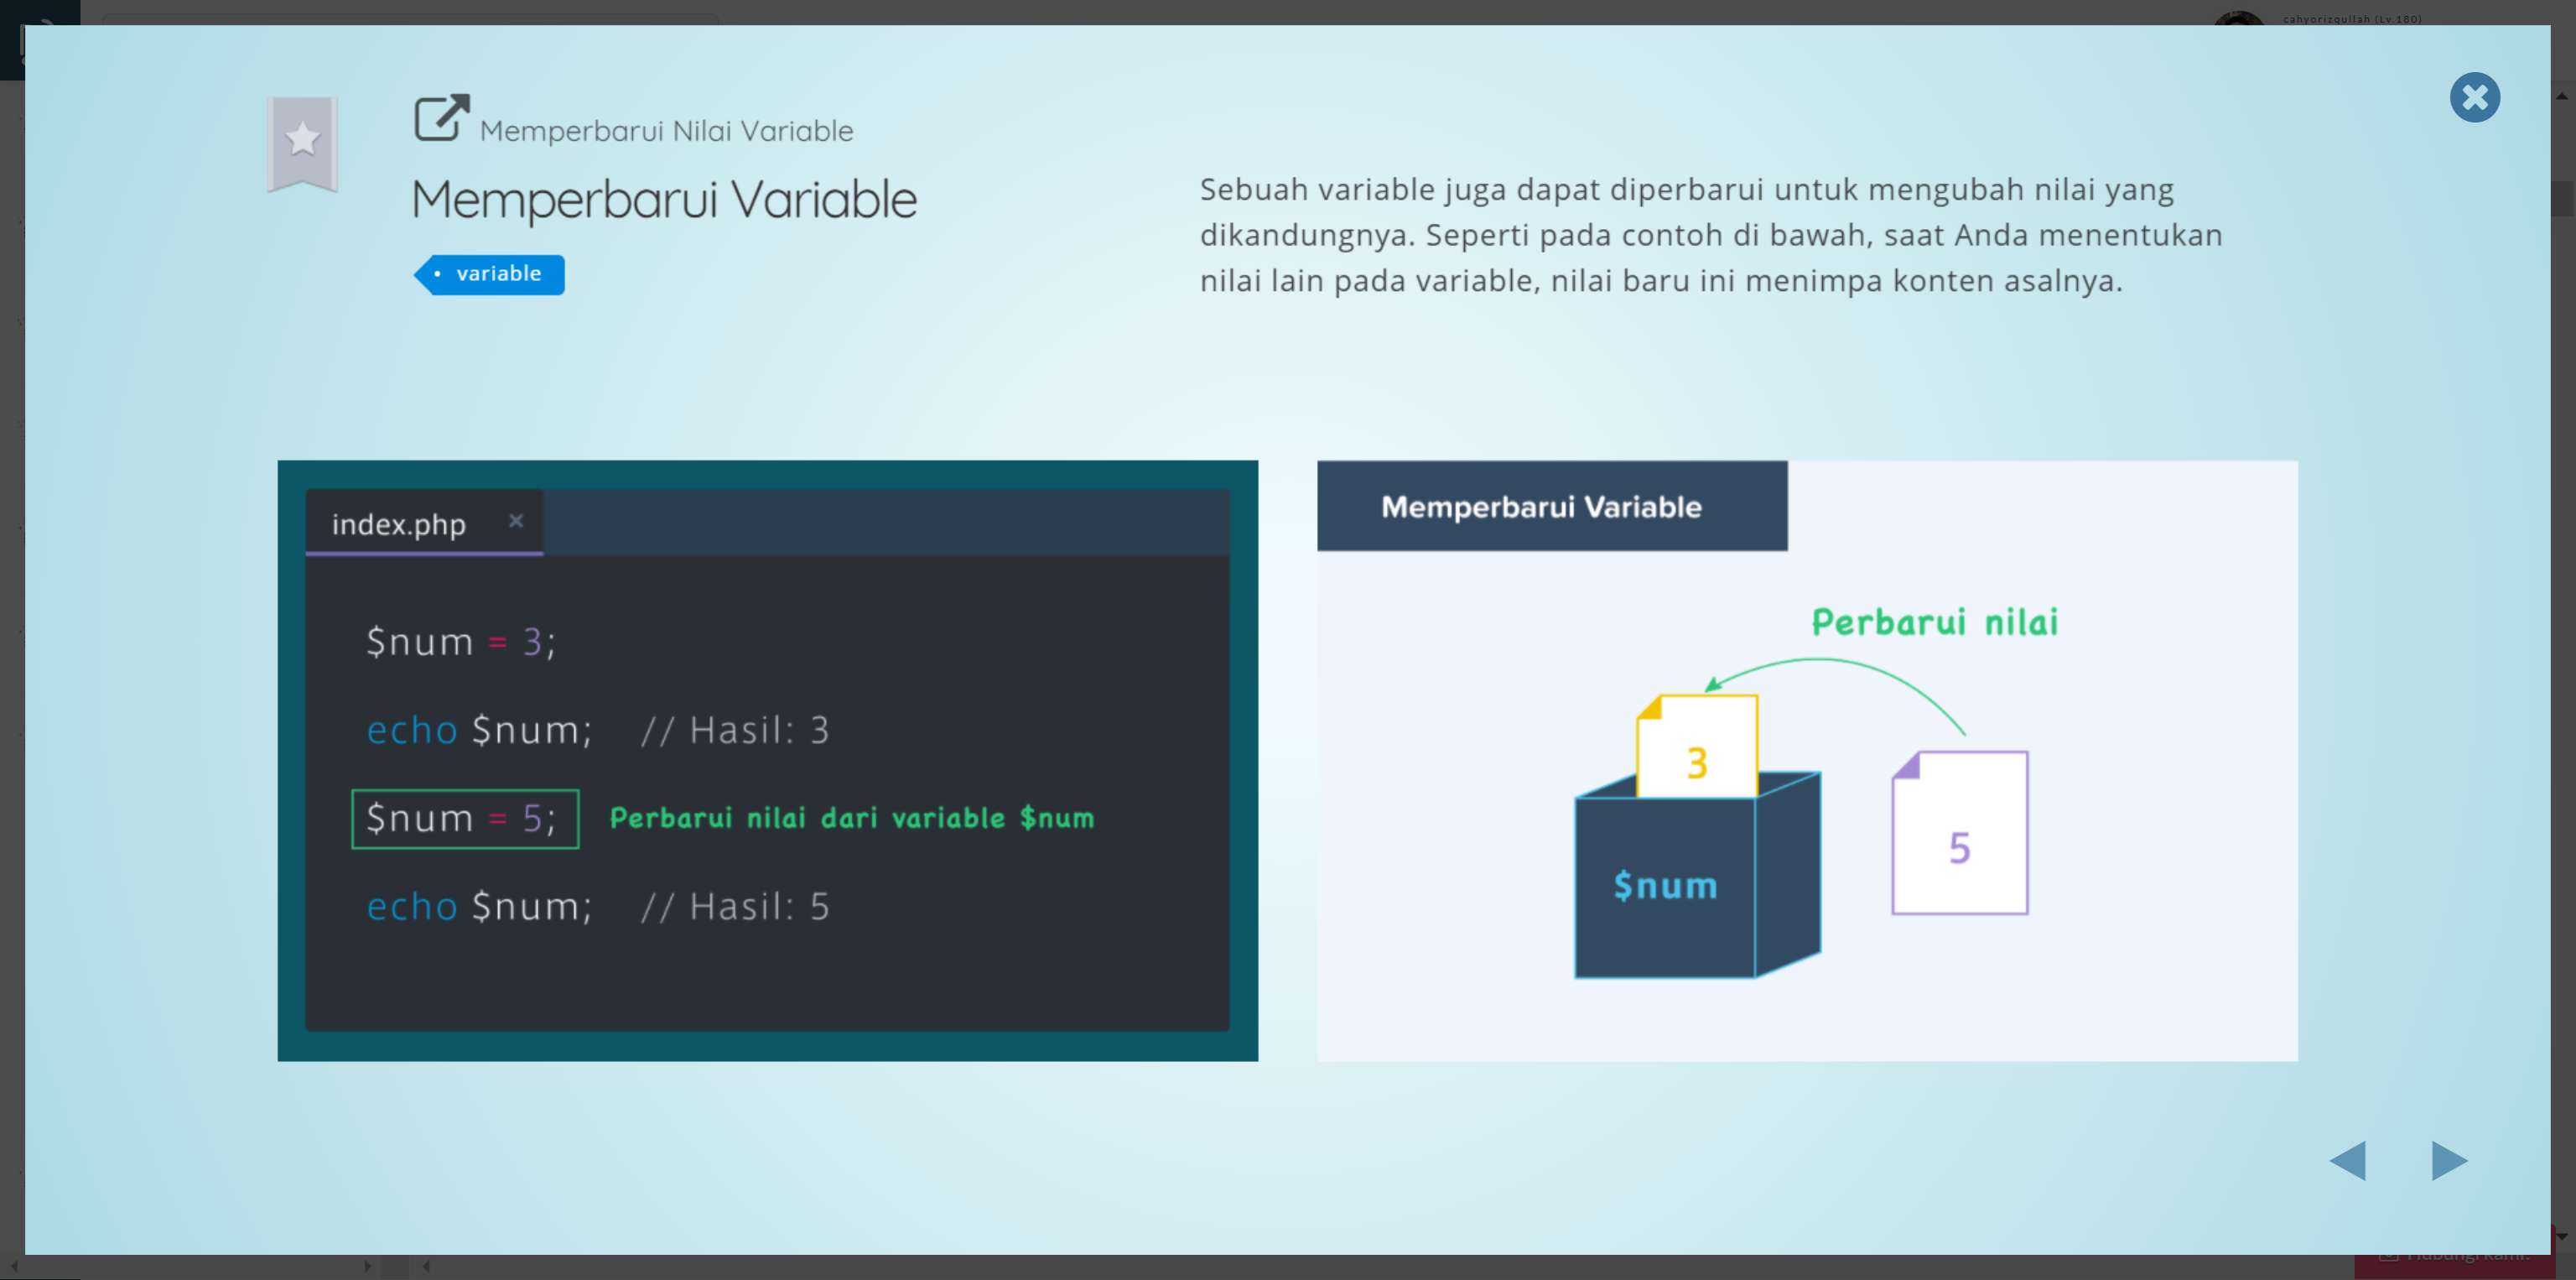 cahyorizqullah (Lv.180)
Memperbarui Nilai Variable
Memperbarui Variable
variable
Sebuah variable juga dapat diperbarui untuk mengubah nilai yang
dikandungnya. Seperti pada contoh di bawah, saat Anda menentukan
nilai lain pada variable, nilai baru ini menimpa konten asalnya.
index.php
$num = 3;
echo $num; // Hasil: 3
$num = 5; Perbarui nilai dari variable $num
echo $num; // Hasil: 5
Memperbarui Variable
Perbarui nilai
3
5
$num
Hubungi kami!